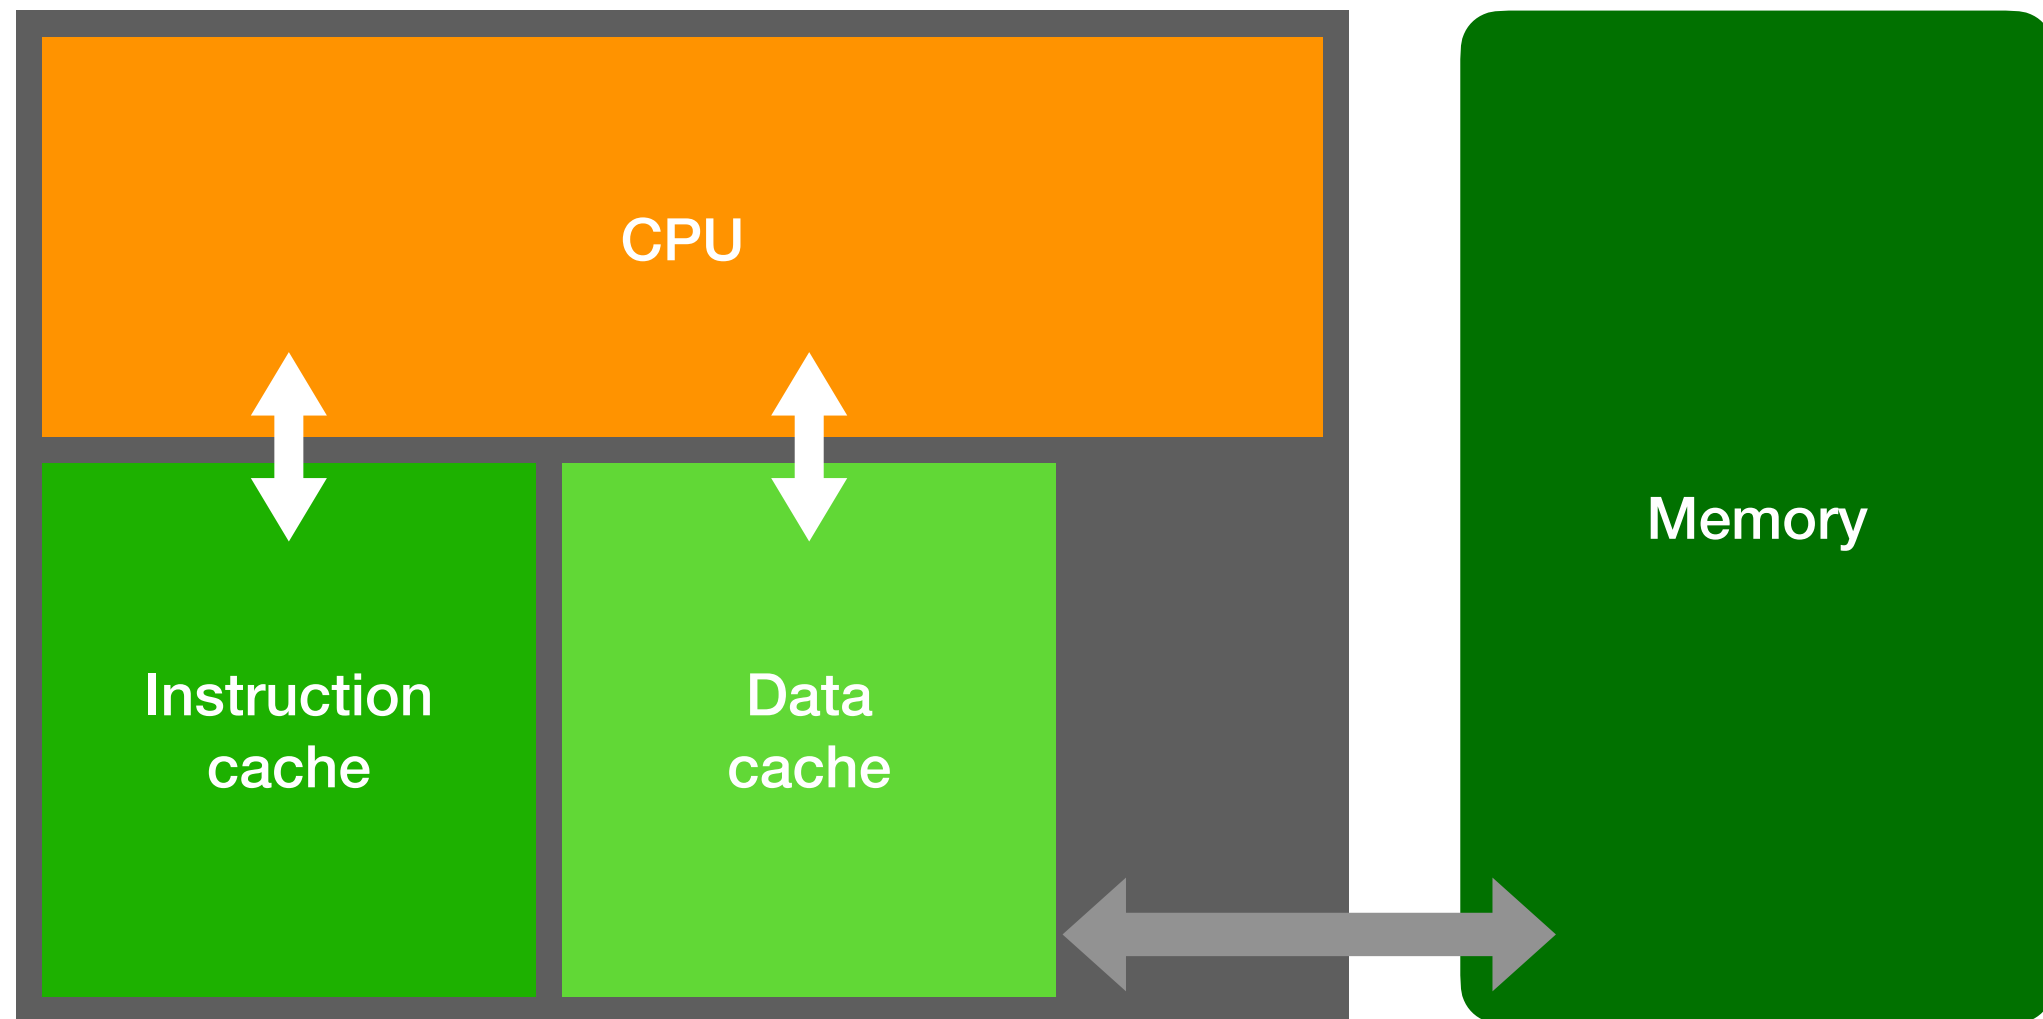 CPU
Instruction
cache
Data
cache
Memory